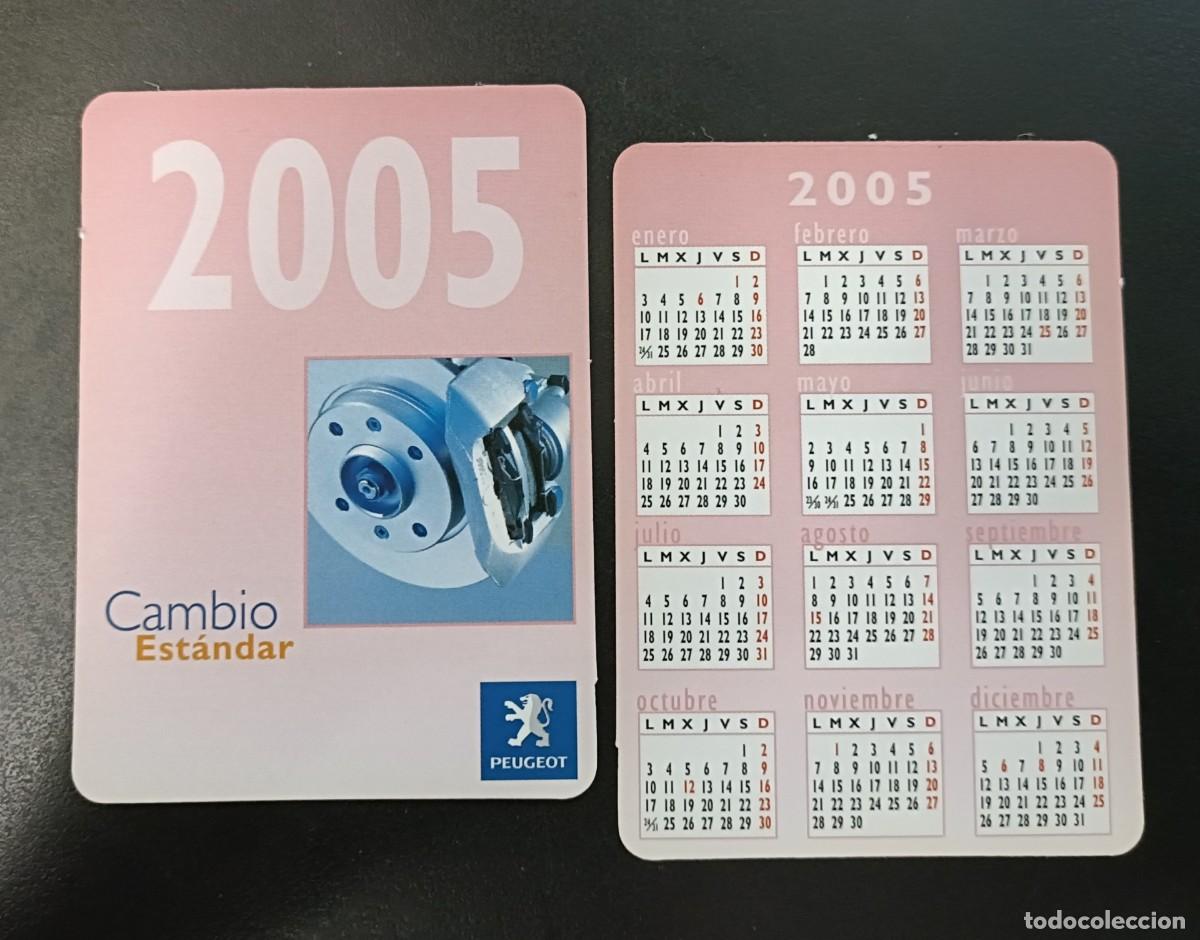 2005
Cambio
Estándar
PEUGEOT
2005
enero febrero marzo
L M X J V S D L M X J V S D L M X J V S D
1 2 1 2 3 4 5 6 1 2 3 4 5 6
3 4 5 6 7 8 9 7 8 9 10 11 12 13 7 8 9 10 11 12 13
10 11 12 13 14 15 16 14 15 16 17 18 19 20 14 15 16 17 18 19 20
17 18 19 20 21 22 23 21 22 23 24 25 26 27 21 22 23 24 25 26 27
24/31 25 26 27 28 29 30 28 28 29 30 31
abril mayo junio
L M X J V S D L M X J V S D L M X J V S D
1 2 3 1 1 2 3 4 5
4 5 6 7 8 9 10 2 3 4 5 6 7 8 6 7 8 9 10 11 12
11 12 13 14 15 16 17 9 10 11 12 13 14 15 13 14 15 16 17 18 19
18 19 20 21 22 23 24 16 17 18 19 20 21 22 20 21 22 23 24 25 26
25 26 27 28 29 30 23/30 24/31 25 26 27 28 29 27 28 29 30
julio agosto septiembre
L M X J V S D L M X J V S D L M X J V S D
1 2 3 1 2 3 4 5 6 7 1 2 3 4
4 5 6 7 8 9 10 8 9 10 11 12 13 14 5 6 7 8 9 10 11
11 12 13 14 15 16 17 15 16 17 18 19 20 21 12 13 14 15 16 17 18
18 19 20 21 22 23 24 22 23 24 25 26 27 28 19 20 21 22 23 24 25
25 26 27 28 29 30 31 29 30 31 26 27 28 29 30
octubre noviembre diciembre
L M X J V S D L M X J V S D L M X J V S D
1 2 1 2 3 4 5 6 1 2 3 4
3 4 5 6 7 8 9 7 8 9 10 11 12 13 5 6 7 8 9 10 11
10 11 12 13 14 15 16 14 15 16 17 18 19 20 12 13 14 15 16 17 18
17 18 19 20 21 22 23 21 22 23 24 25 26 27 19 20 21 22 23 24 25
24/31 25 26 27 28 29 30 28 29 30 26 27 28 29 30 31
todocoleccion